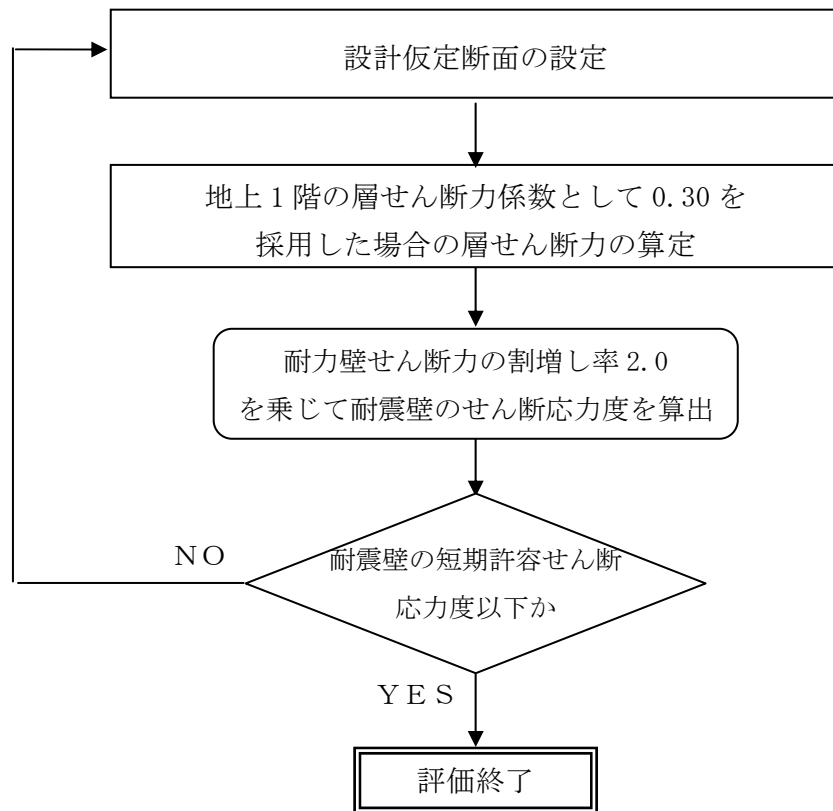 設計仮定断面の設定
地上1階の層せん断力係数として 0.30 を
採用した場合の層せん断力の算定
耐力壁せん断力の割増し率 2.0
を乗じて耐震壁のせん断応力度を算出
NO
耐震壁の短期許容せん断
応力度以下か
YES
評価終了